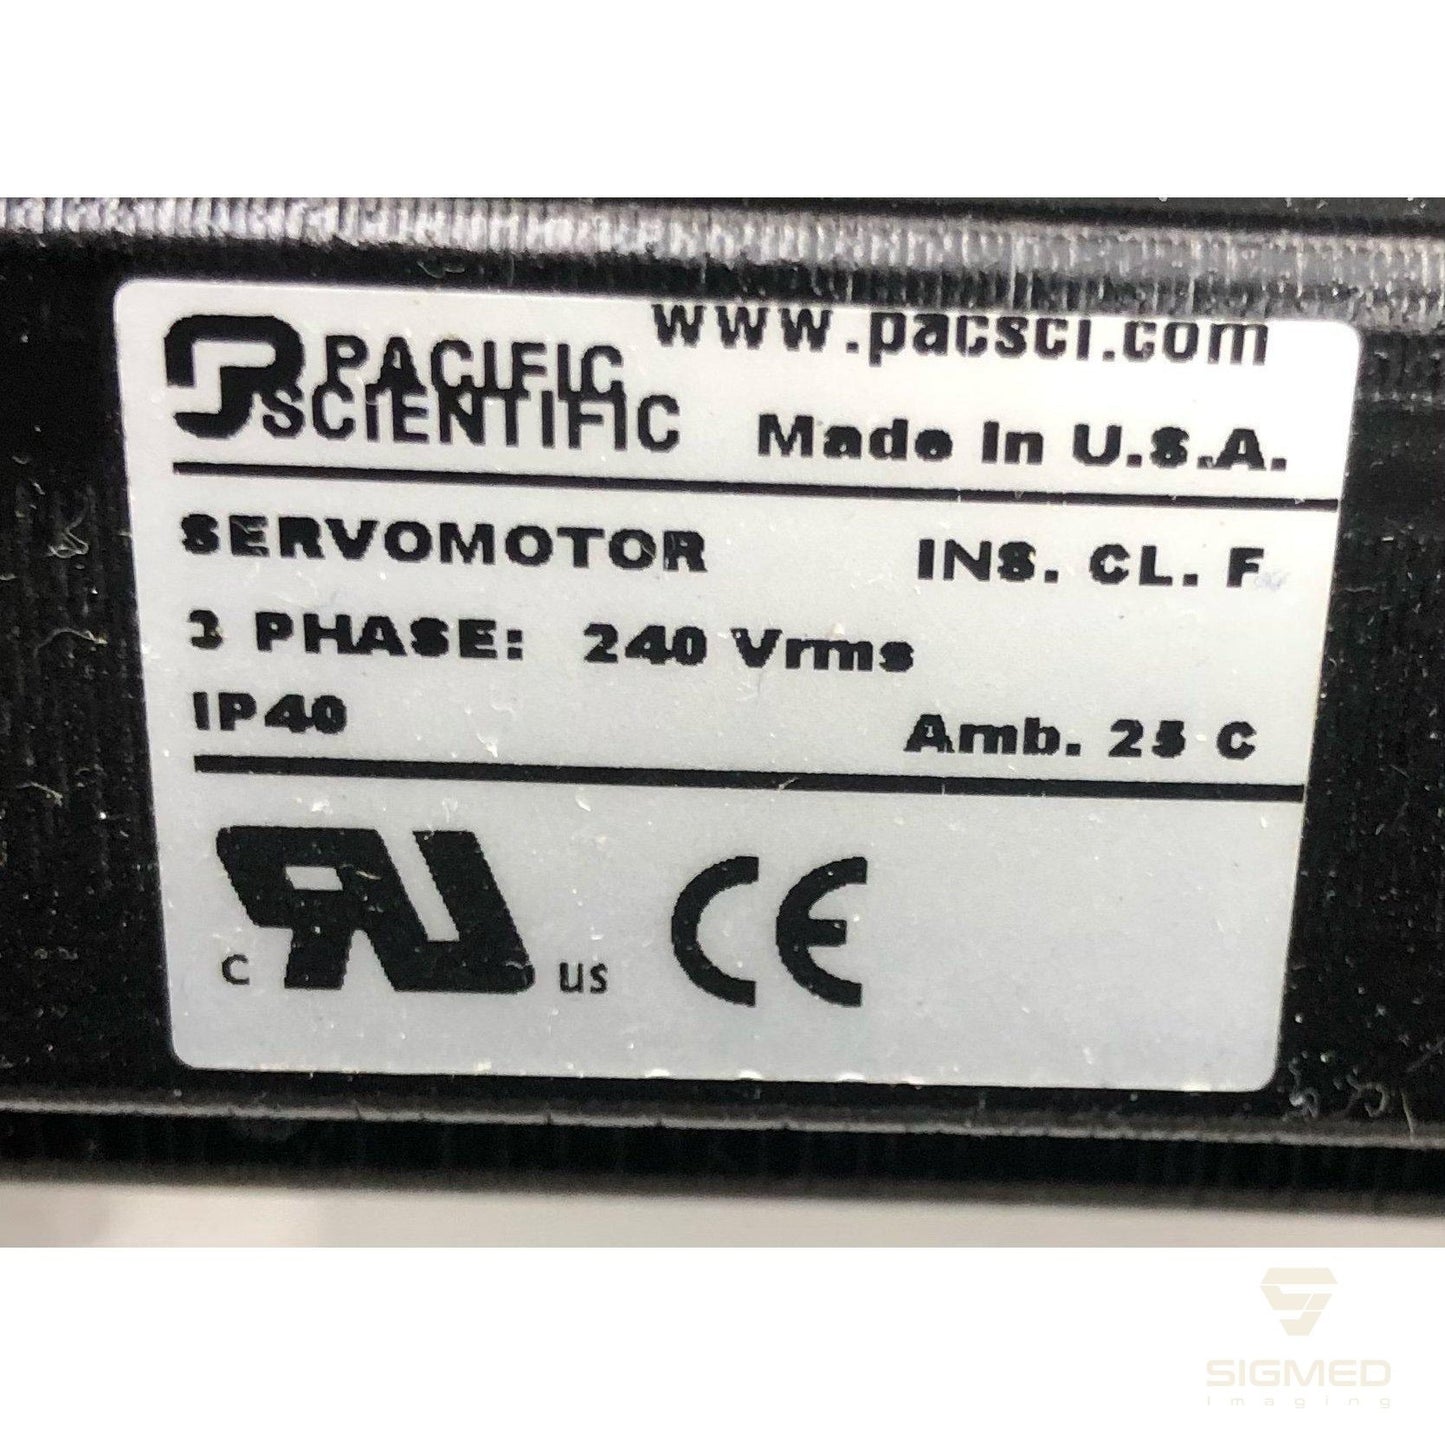 PACIFIC
SCIENTIFIC
www.pacsci.com
Made In U.S.A.
SERVOMOTOR INS. CL. F
3 PHASE: 240 Vrms
IP40 Amb. 25 C
c RU us CE
SIGMED
Imaging